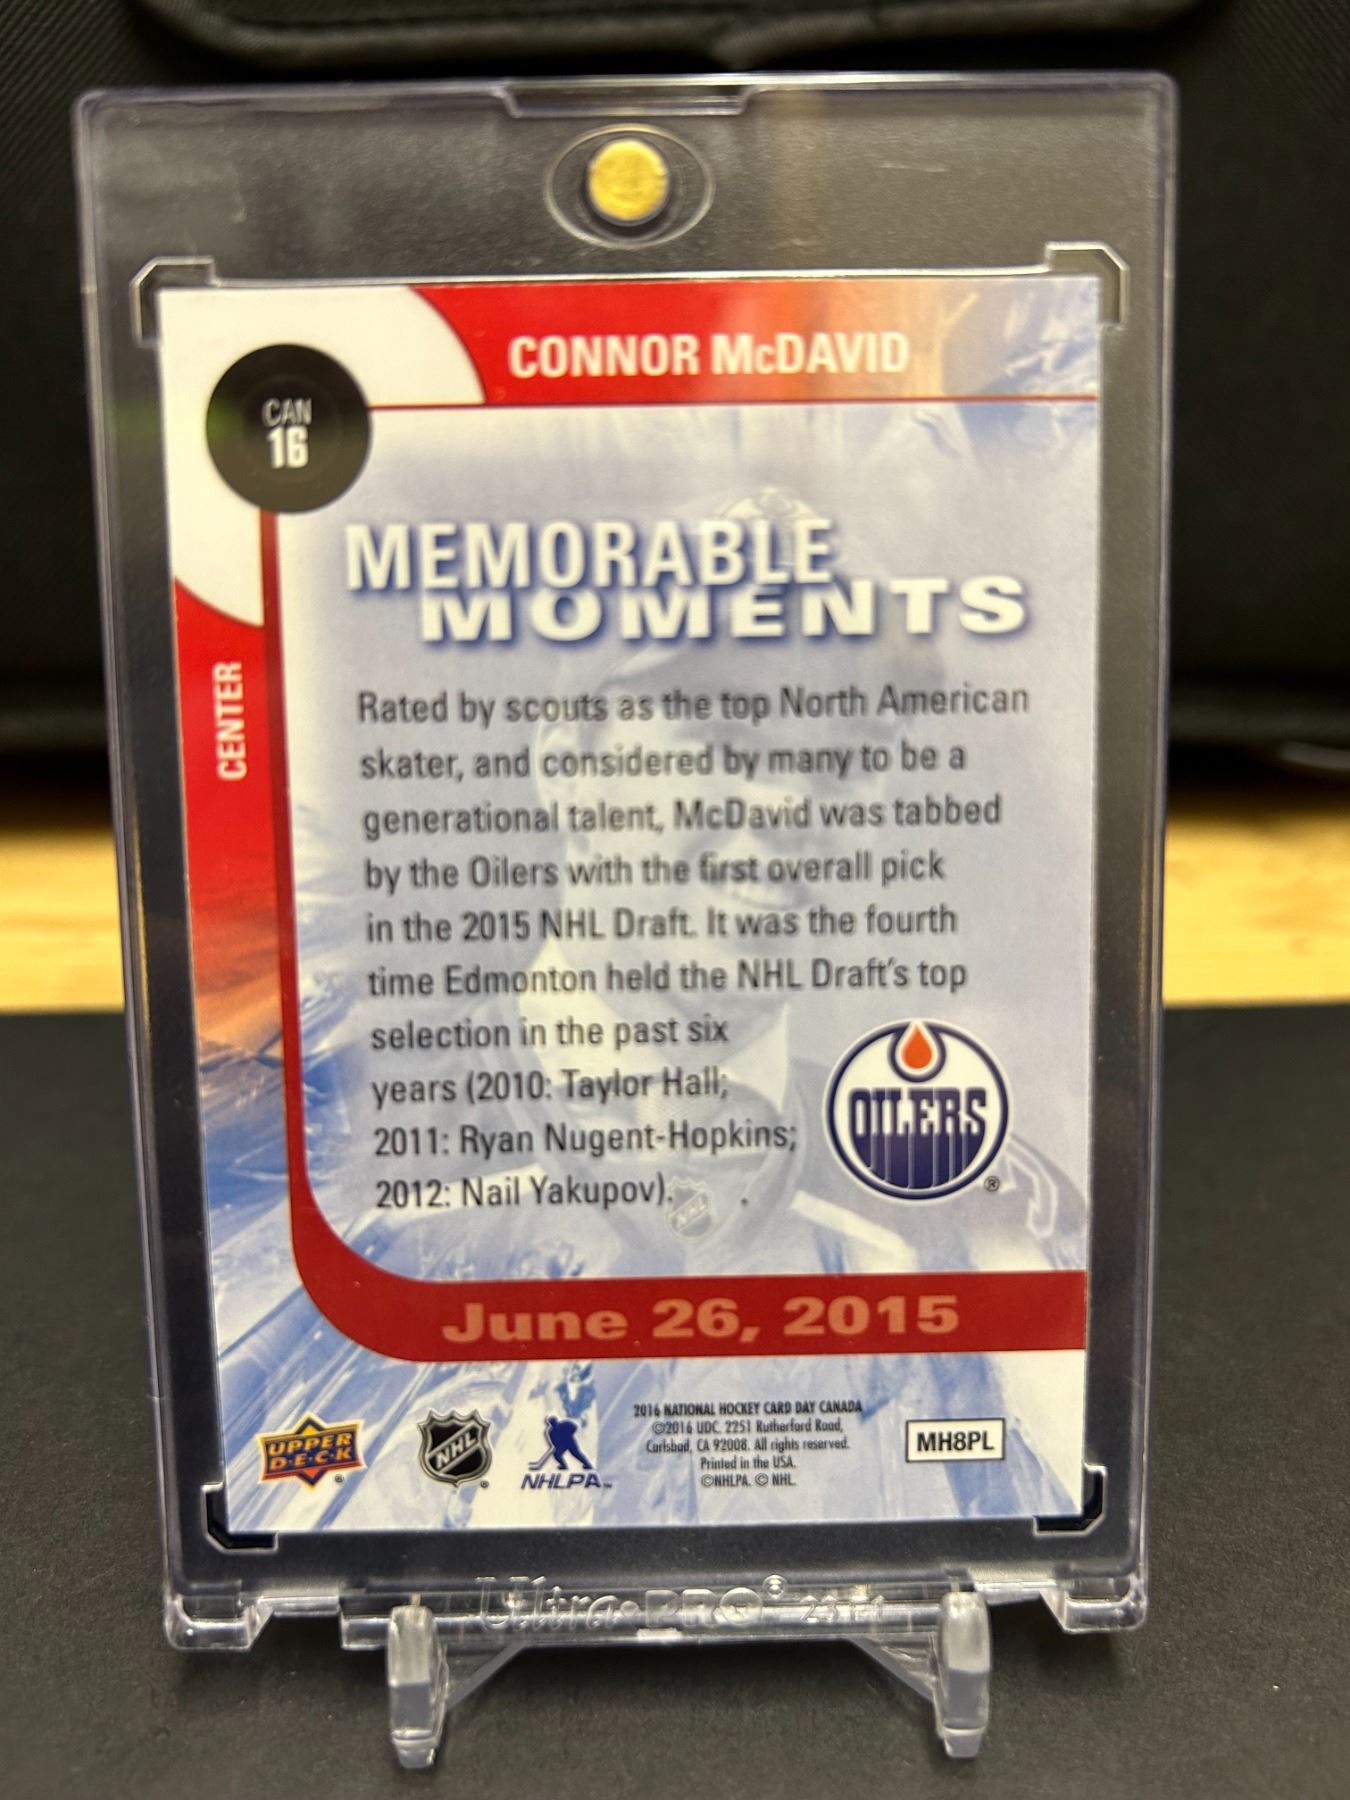 CONNOR McDAVID
CAN
16
MEMORABLE
MOMENTS
CENTER
Rated by scouts as the top North American
skater, and considered by many to be a
generational talent, McDavid was tabbed
by the Oilers with the first overall pick
in the 2015 NHL Draft. It was the fourth
time Edmonton held the NHL Draft's top
selection in the past six
years (2010: Taylor Hall;
2011: Ryan Nugent-Hopkins;
2012: Nail Yakupov).
OILERS
®
NHL
June 26, 2015
2016 NATIONAL HOCKEY CARD DAY CANADA
©2016 UDC. 2251 Rutherford Road,
Carlsbad, CA 92008. All rights reserved.
Printed in the USA.
©NHLPA. © NHL.
UPPER
D·E·C·K
®
NHL
®
NHLPA™
MH8PL
Ultra·PRO®